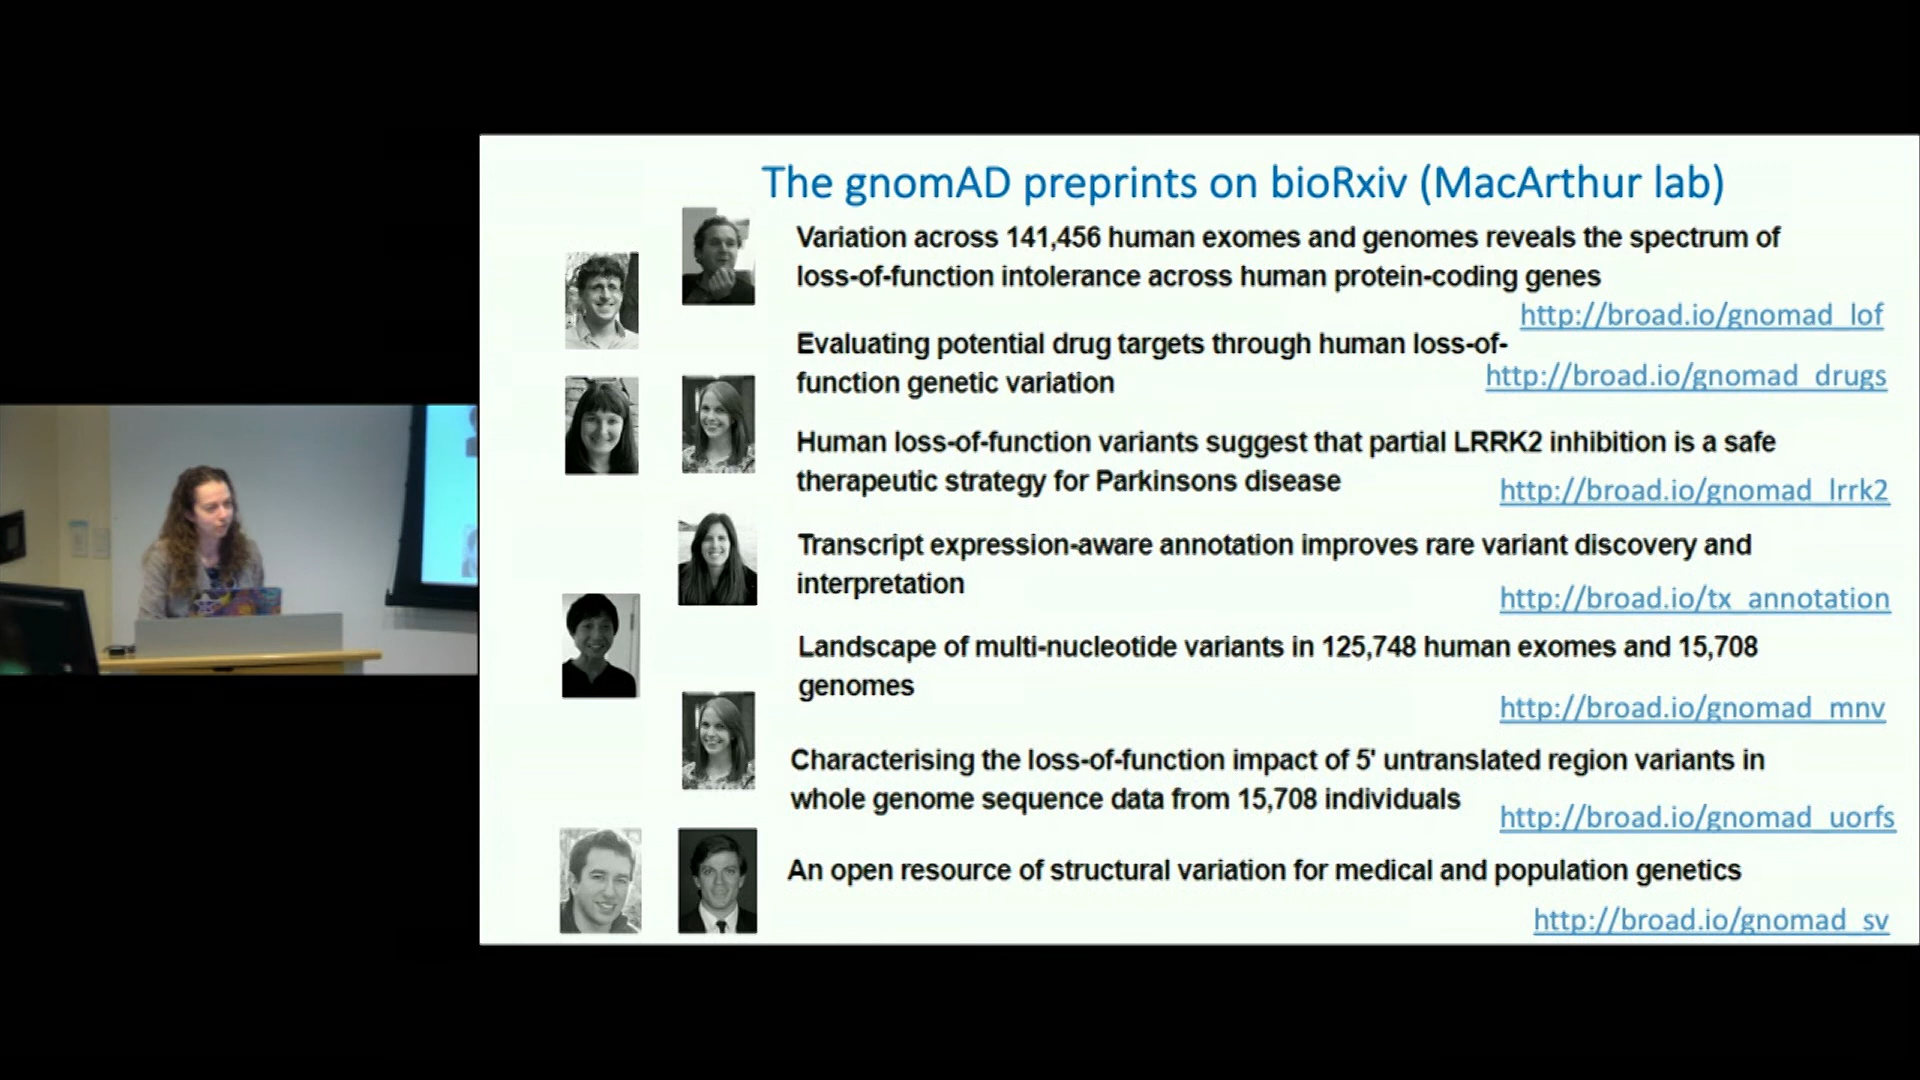 The gnomAD preprints on bioRxiv (MacArthur lab)
Variation across 141,456 human exomes and genomes reveals the spectrum of
loss-of-function intolerance across human protein-coding genes
http://broad.io/gnomad_lof
Evaluating potential drug targets through human loss-of-
function genetic variation
http://broad.io/gnomad_drugs
Human loss-of-function variants suggest that partial LRRK2 inhibition is a safe
therapeutic strategy for Parkinsons disease
http://broad.io/gnomad_lrrk2
Transcript expression-aware annotation improves rare variant discovery and
interpretation
http://broad.io/tx_annotation
Landscape of multi-nucleotide variants in 125,748 human exomes and 15,708
genomes
http://broad.io/gnomad_mnv
Characterising the loss-of-function impact of 5' untranslated region variants in
whole genome sequence data from 15,708 individuals
http://broad.io/gnomad_uorfs
An open resource of structural variation for medical and population genetics
http://broad.io/gnomad_sv